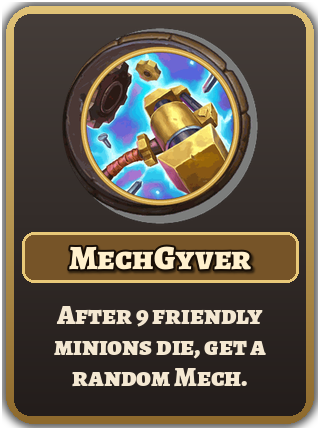 MechGyver
After 9 friendly
minions die, get a
random Mech.